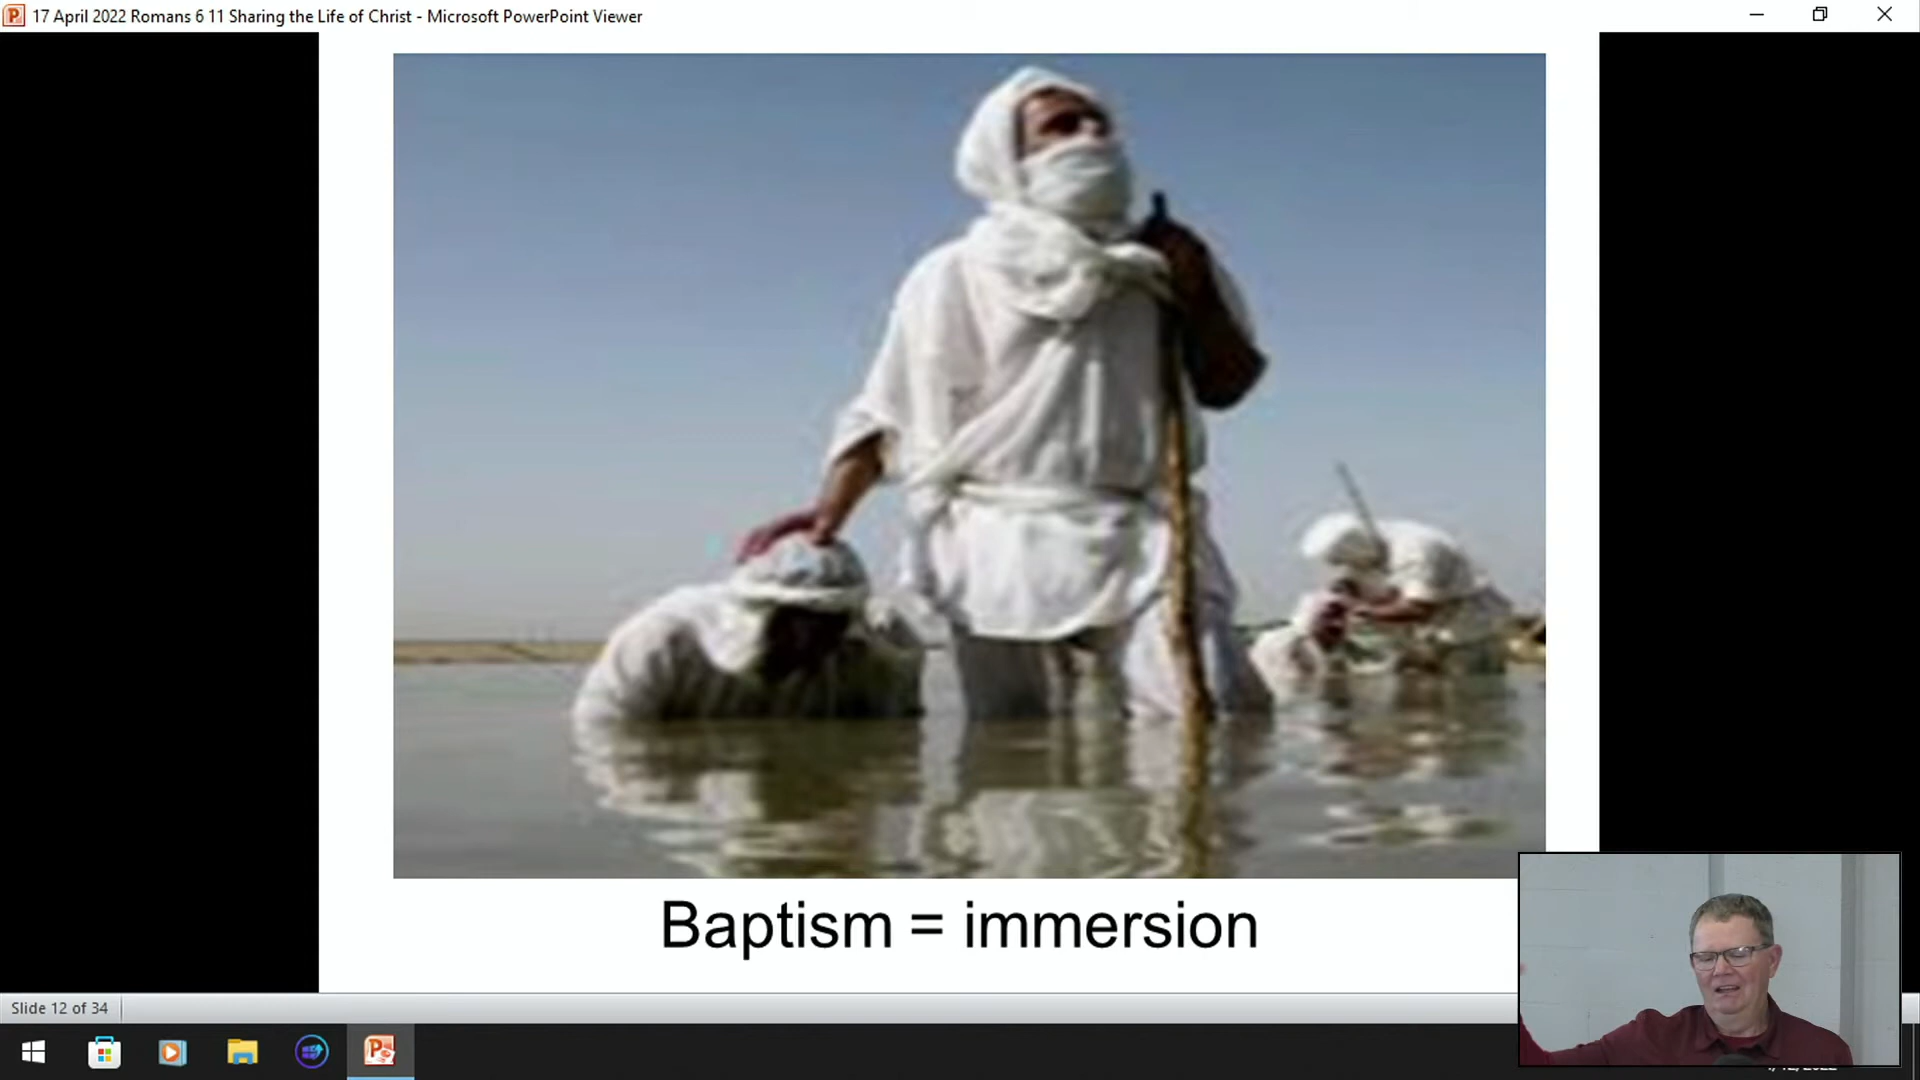 17 April 2022 Romans 6 11 Sharing the Life of Christ - Microsoft PowerPoint Viewer
Baptism = immersion
Slide 12 of 34